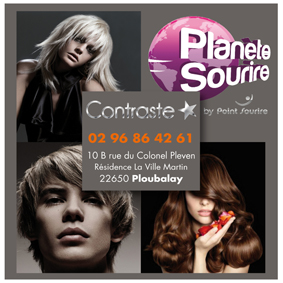 Planete
Sourire
by Point Sourire
Contraste
02 96 86 42 61
10 B rue du Colonel Pleven
Résidence La Ville Martin
22650 Ploubalay